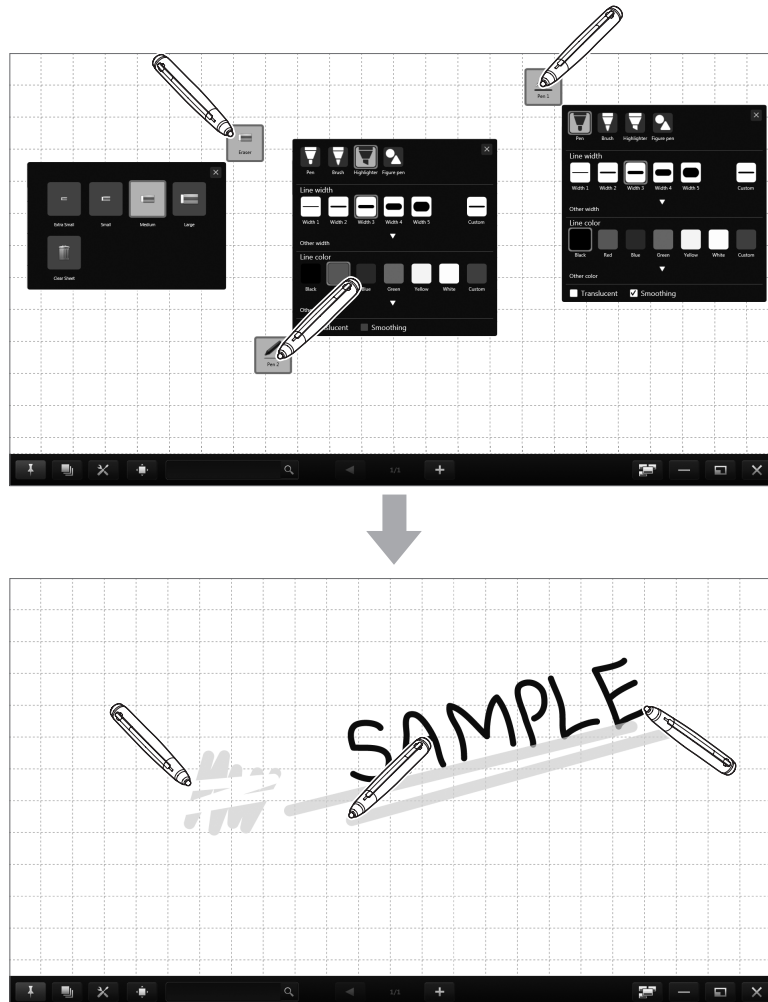 Pen 1
Eraser
Extra Small Small Medium Large
Clear Sheet
Pen Brush Highlighter Figure pen
Line width
Width 1 Width 2 Width 3 Width 4 Width 5 Custom
Other width
Line color
Black Blue Green Yellow White Custom
Smoothing
Pen 2
Pen Brush Highlighter Figure pen
Line width
Width 1 Width 2 Width 3 Width 4 Width 5 Custom
Other width
Line color
Black Red Blue Green Yellow White Custom
Other color
Translucent Smoothing
1/1
SAMPLE
1/1